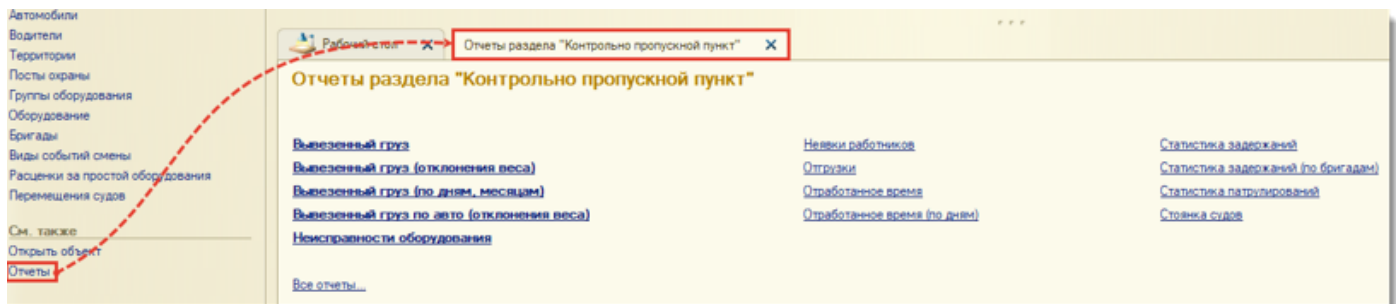 Автомобили
Водители
Территории
Посты охраны
Группы оборудования
Оборудование
Бригады
Виды событий смены
Расценки за простой оборудования
Перемещения судов
См. также
Открыть объект
Отчеты
Рабочий стол
Отчеты раздела "Контрольно пропускной пункт"
Отчеты раздела "Контрольно пропускной пункт"
Вывезенный груз
Вывезенный груз (отклонения веса)
Вывезенный груз (по дням, месяцам)
Вывезенный груз по авто (отклонения веса)
Неисправности оборудования
Все отчеты...
Неявки работников
Отгрузки
Отработанное время
Отработанное время (по дням)
Статистика задержаний
Статистика задержаний (по бригадам)
Статистика патрулирований
Стоянка судов